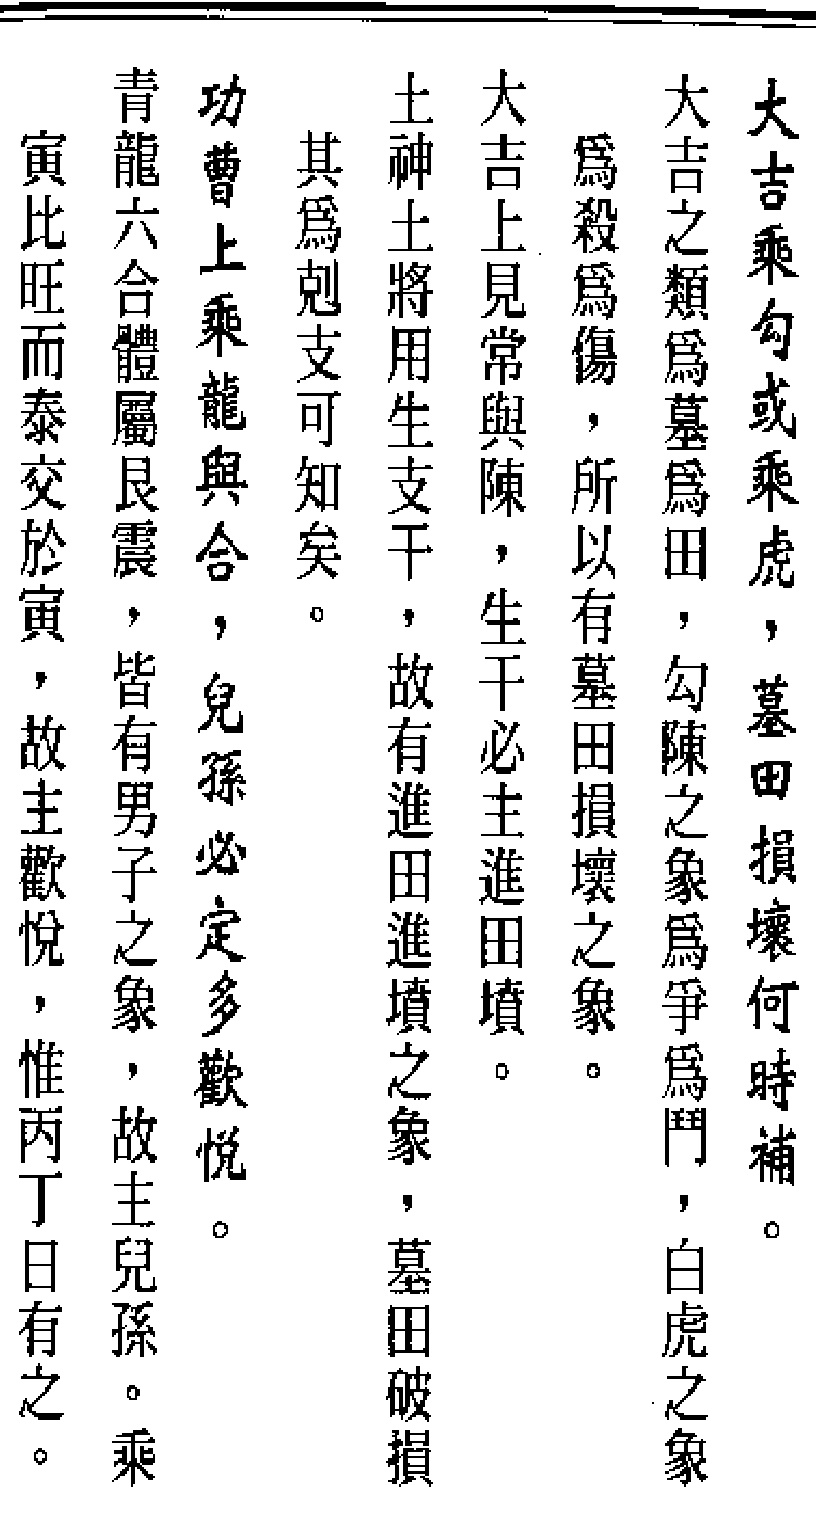 大吉乘勾或乘虎，墓田損壞何時補。
大吉之類爲墓爲田，勾陳之象爲爭爲鬥，白虎之象
爲殺爲傷，所以有墓田損壞之象。
大吉上見常與陳，生干必主進田墳。
土神土將用生支干，故有進田進墳之象，墓田破損
其爲剋支可知矣。
功曹上乘龍與合，兒孫必定多歡悅。
青龍六合體屬艮震，皆有男子之象，故主兒孫。乘
寅比旺而泰交於寅，故主歡悅，惟丙丁日有之。